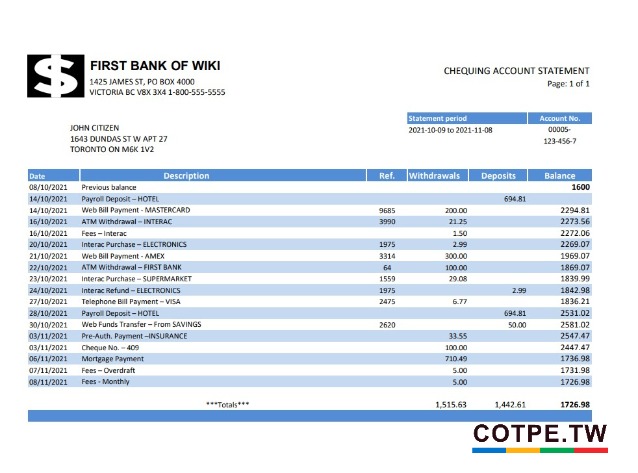 FIRST BANK OF WIKI
1425 JAMES ST, PO BOX 4000
VICTORIA BC V8X 3X4 1-800-555-5555
CHEQUING ACCOUNT STATEMENT
Page: 1 of 1
JOHN CITIZEN
1643 DUNDAS ST W APT 27
TORONTO ON M6K 1V2
Statement period Account No.
2021-10-09 to 2021-11-08 00005-
123-456-7
Date Description Ref. Withdrawals Deposits Balance
08/10/2021 Previous balance 1600
14/10/2021 Payroll Deposit – HOTEL 694.81
14/10/2021 Web Bill Payment - MASTERCARD 9685 200.00 2294.81
16/10/2021 ATM Withdrawal – INTERAC 3990 21.25 2273.56
16/10/2021 Fees – Interac 1.50 2272.06
20/10/2021 Interac Purchase – ELECTRONICS 1975 2.99 2269.07
21/10/2021 Web Bill Payment - AMEX 3314 300.00 1969.07
22/10/2021 ATM Withdrawal – FIRST BANK 64 100.00 1869.07
23/10/2021 Interac Purchase – SUPERMARKET 1559 29.08 1839.99
24/10/2021 Interac Refund – ELECTRONICS 1975 2.99 1842.98
27/10/2021 Telephone Bill Payment – VISA 2475 6.77 1836.21
28/10/2021 Payroll Deposit – HOTEL 694.81 2531.02
30/10/2021 Web Funds Transfer – From SAVINGS 2620 50.00 2581.02
03/11/2021 Pre-Auth. Payment –INSURANCE 33.55 2547.47
03/11/2021 Cheque No. – 409 100.00 2447.47
06/11/2021 Mortgage Payment 710.49 1736.98
07/11/2021 Fees – Overdraft 5.00 1731.98
08/11/2021 Fees - Monthly 5.00 1726.98
***Totals*** 1,515.63 1,442.61 1726.98
COTPE.TW